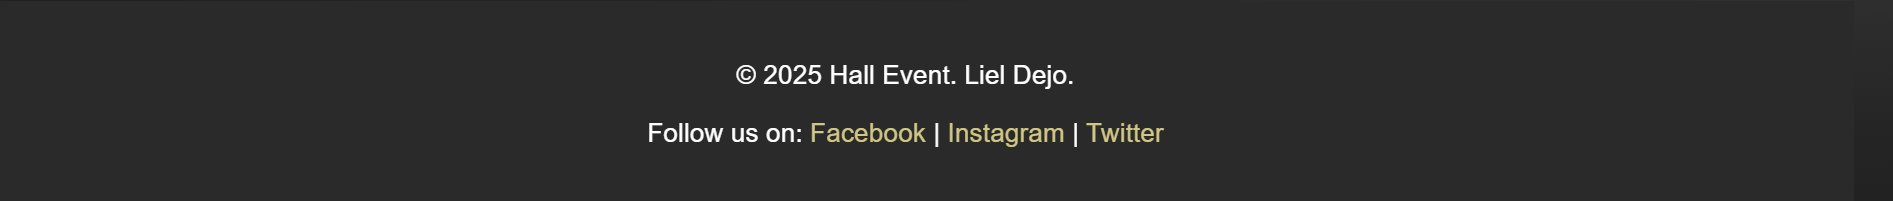 © 2025 Hall Event. Liel Dejo.
Follow us on: Facebook | Instagram | Twitter